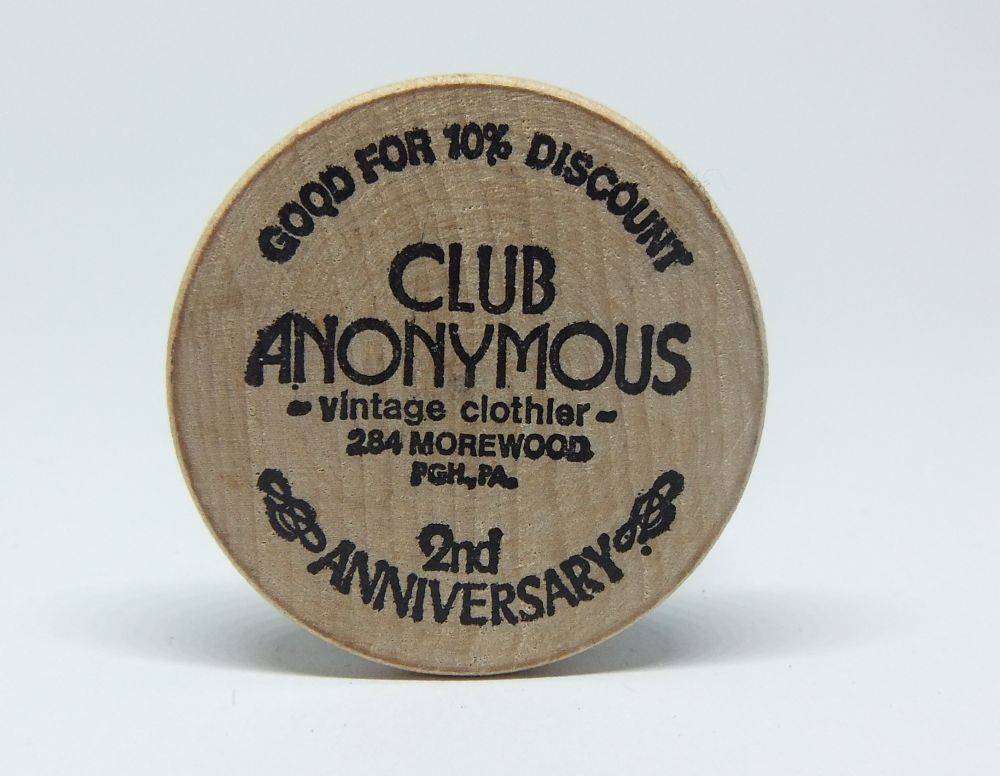 GOOD FOR 10% DISCOUNT
CLUB
ANONYMOUS
- vintage clothier -
284 MOREWOOD
PGH., PA.
2nd
ANNIVERSARY